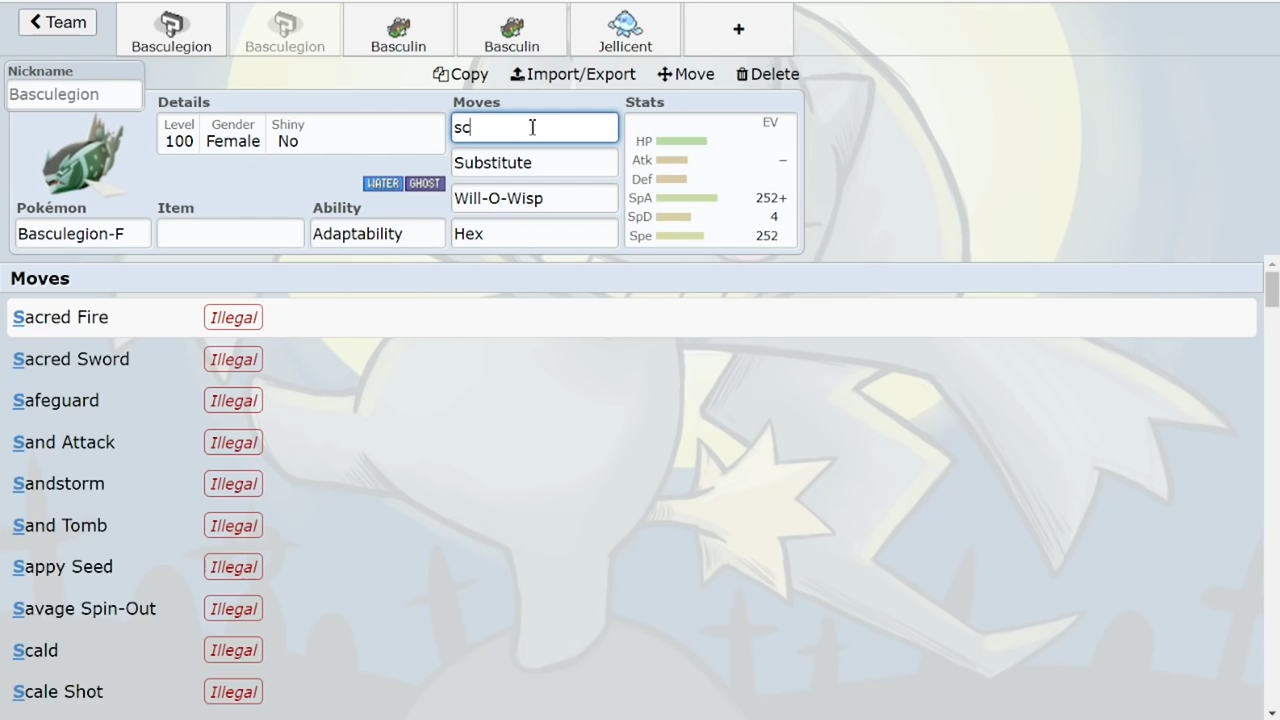 Team
Basculegion
Basculegion
Basculin
Basculin
Jellicent
+
Nickname
Basculegion
Copy
Import/Export
Move
Delete
Details
Moves
Stats
Level
100
Gender
Female
Shiny
No
sc
Substitute
Will-O-Wisp
Hex
EV
HP
Atk –
Def
SpA 252+
SpD 4
Spe 252
WATER GHOST
Pokémon
Basculegion-F
Item
Ability
Adaptability
Moves
Sacred Fire Illegal
Sacred Sword Illegal
Safeguard Illegal
Sand Attack Illegal
Sandstorm Illegal
Sand Tomb Illegal
Sappy Seed Illegal
Savage Spin-Out Illegal
Scald Illegal
Scale Shot Illegal